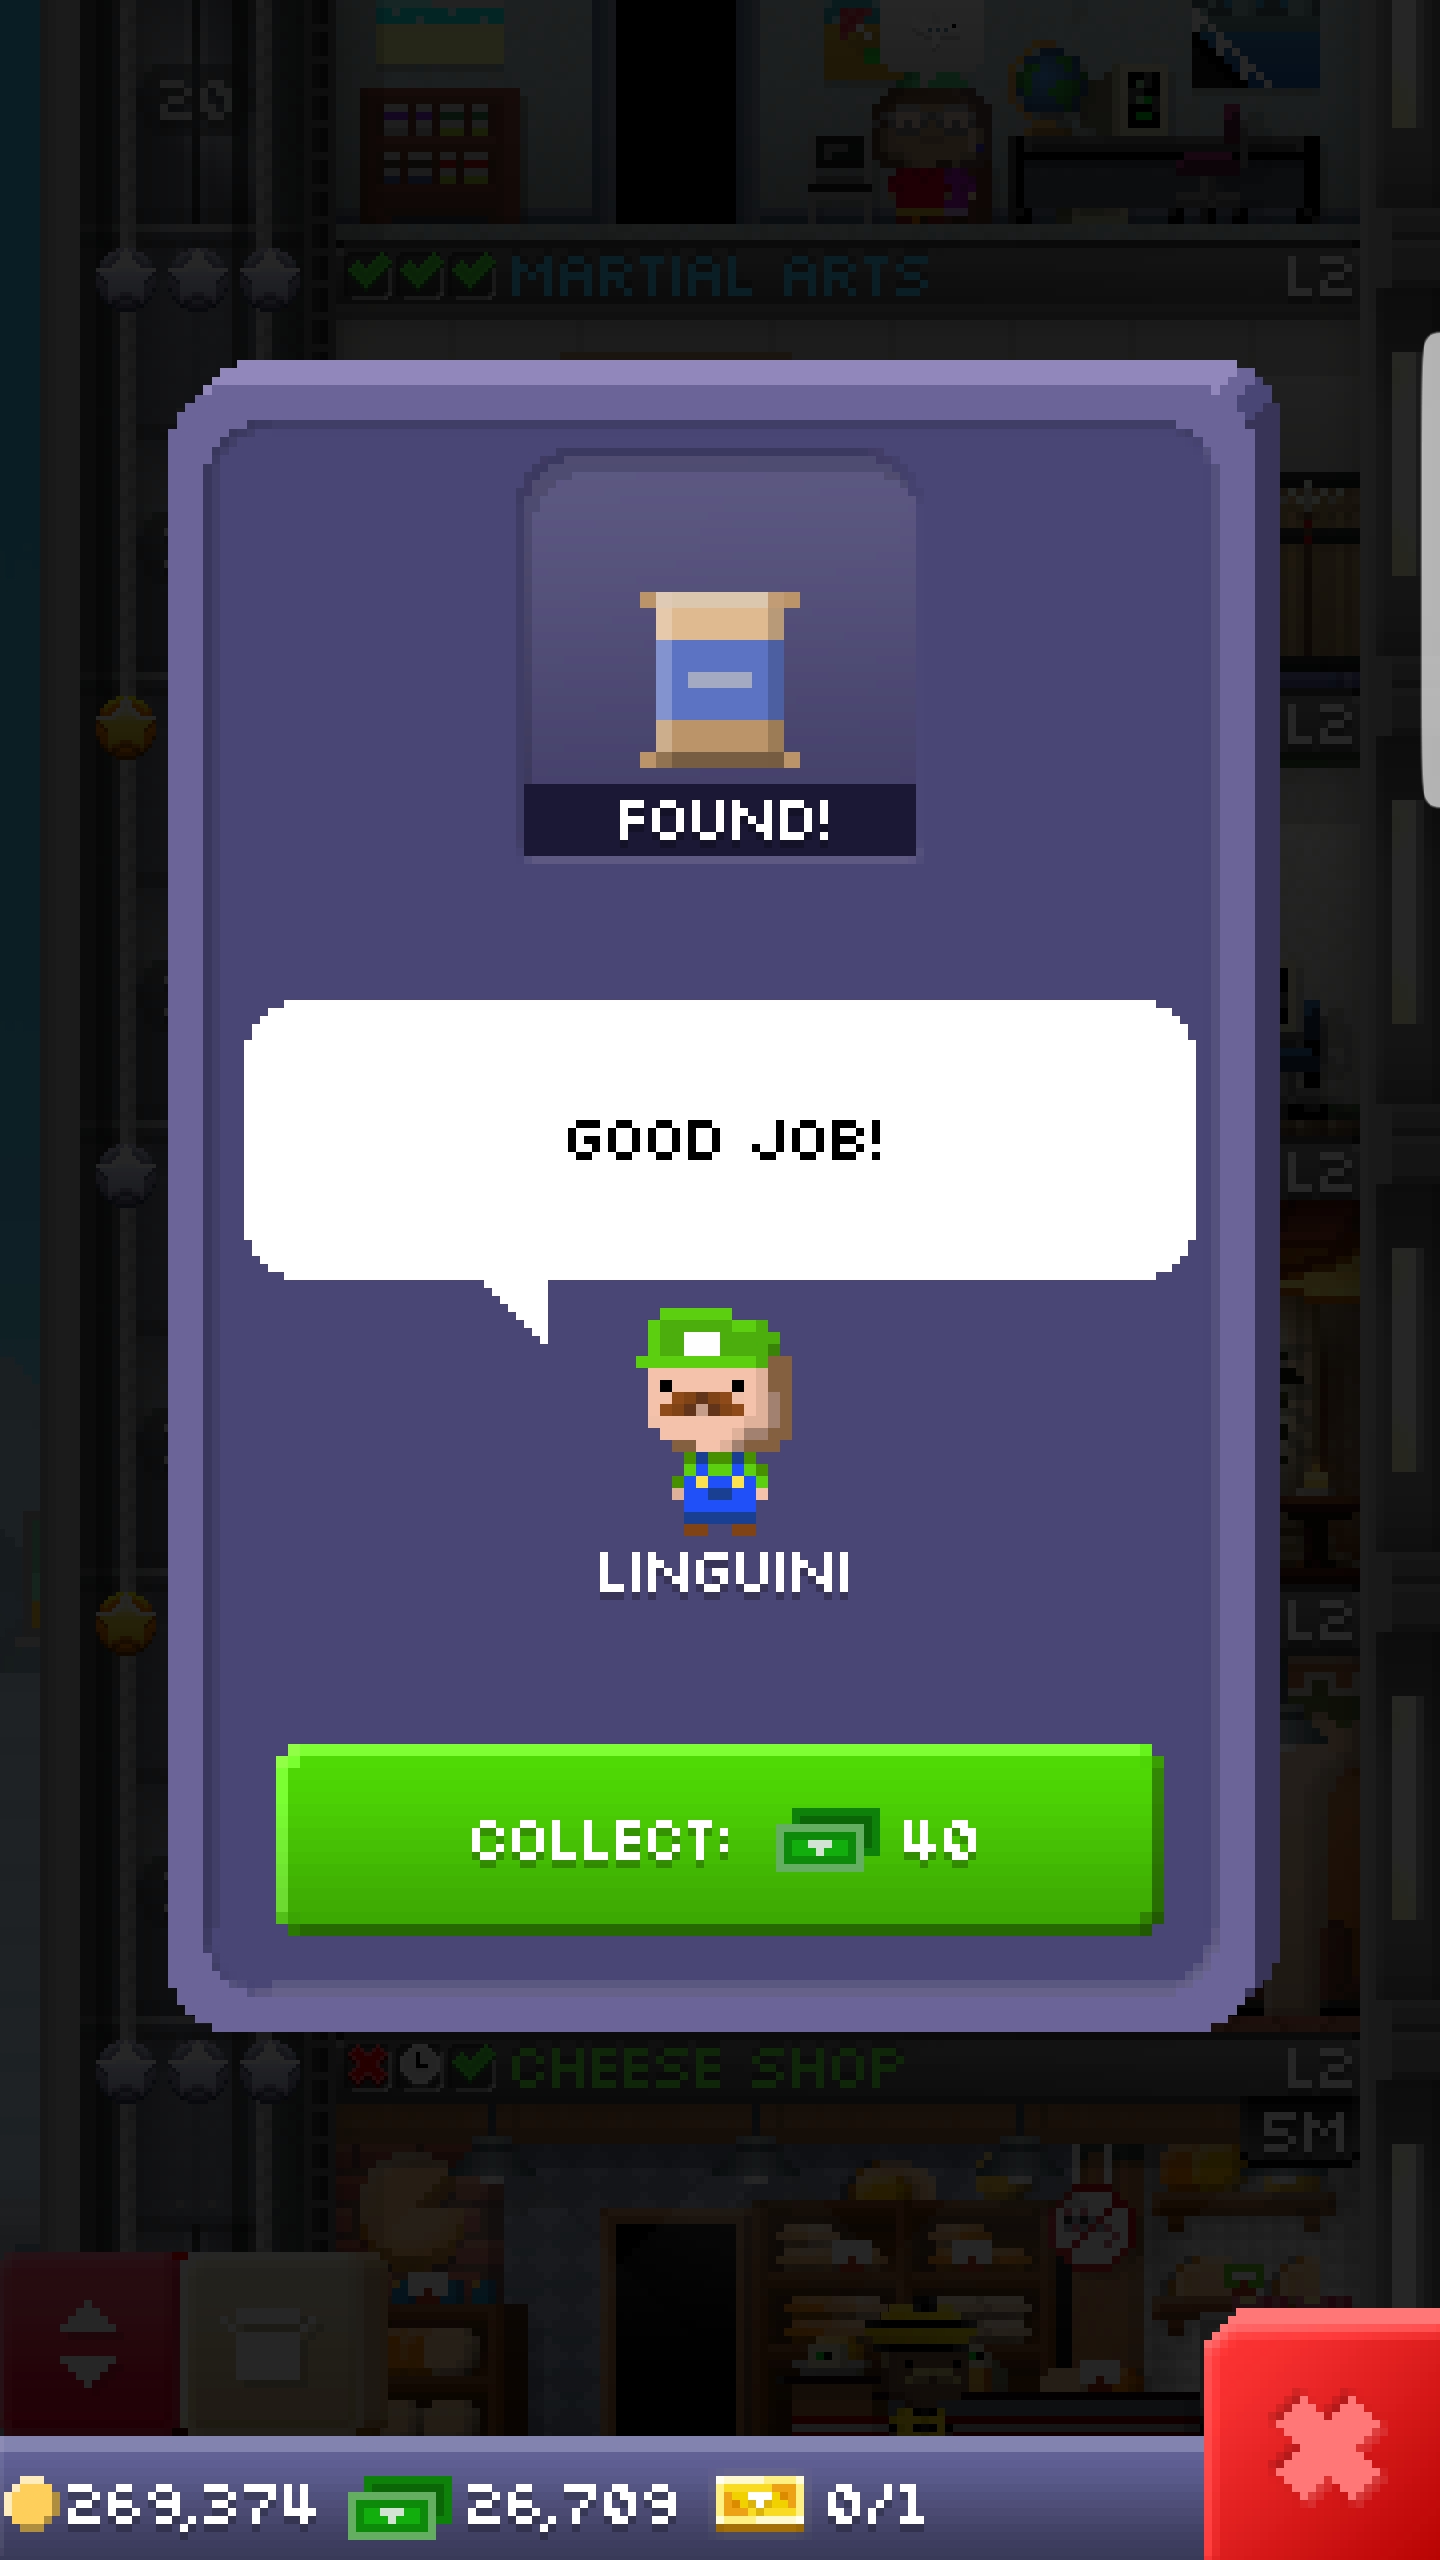 20
MARTIAL ARTS L2
FOUND!
L2
GOOD JOB!
L2
LINGUINI
L2
COLLECT: 40
CHEESE SHOP L2
5M
269,374 26,709 0/1